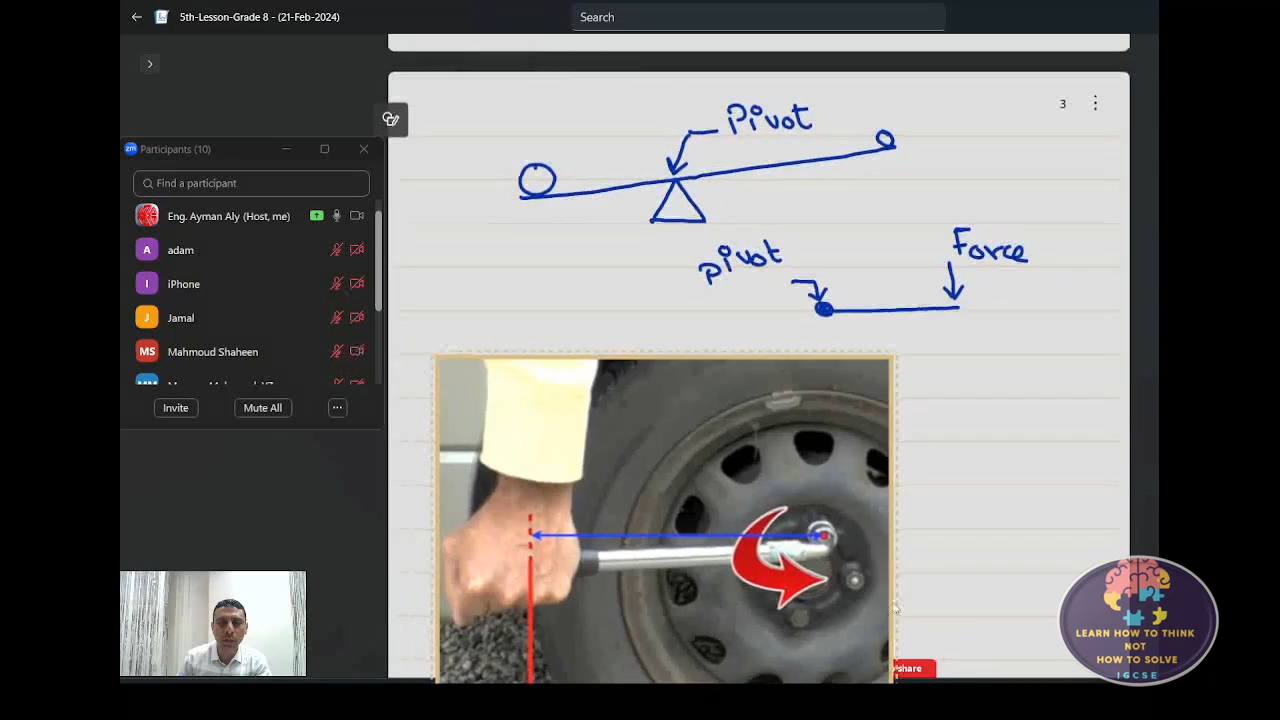 5th-Lesson-Grade 8 - (21-Feb-2024)
Search
3
Pivot
zm Participants (10)
Find a participant
Eng. Ayman Aly (Host, me)
A adam
I iPhone
J Jamal
MS Mahmoud Shaheen
Invite
Mute All
Pivot
Force
share
LEARN HOW TO THINK
NOT
HOW TO SOLVE
IGCSE